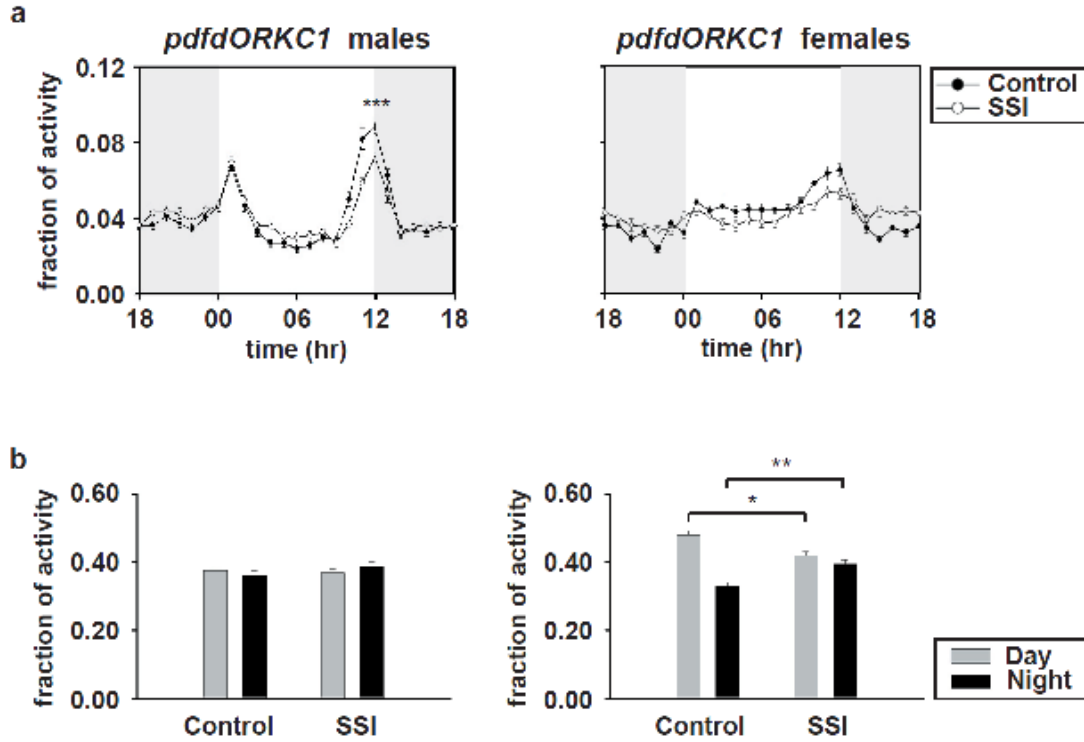 a
pdfdORKC1 males
pdfdORKC1 females
fraction of activity
0.12
0.08
0.04
0.00
***
18 00 06 12 18
time (hr)
18 00 06 12 18
time (hr)
Control
SSI
b
fraction of activity
0.60
0.40
0.20
0.00
Control SSI
fraction of activity
0.60
0.40
0.20
0.00
*
**
Control SSI
Day
Night